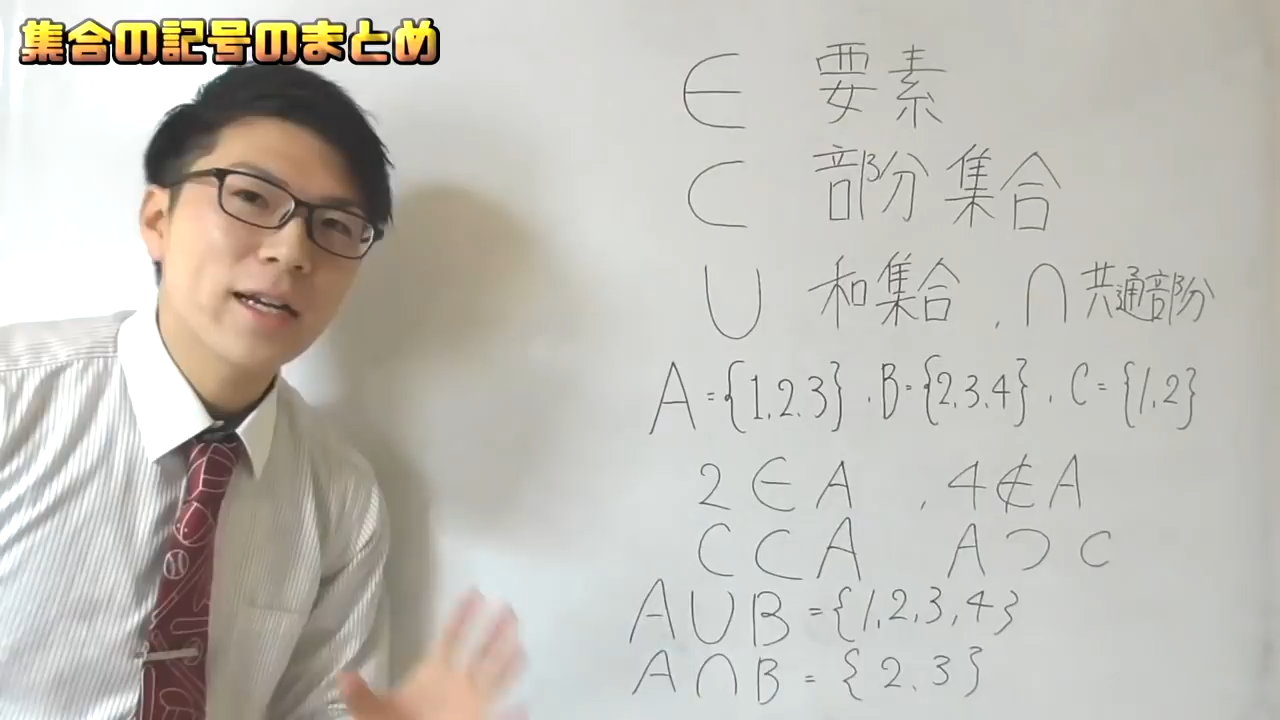 集合の記号のまとめ
∈ 要素
⊂ 部分集合
∪ 和集合 , ∩ 共通部分
A={1,2,3} , B={2,3,4} , C={1,2}
2∈A , 4∉A
C⊂A A⊃C
A∪B={1,2,3,4}
A∩B={2,3}